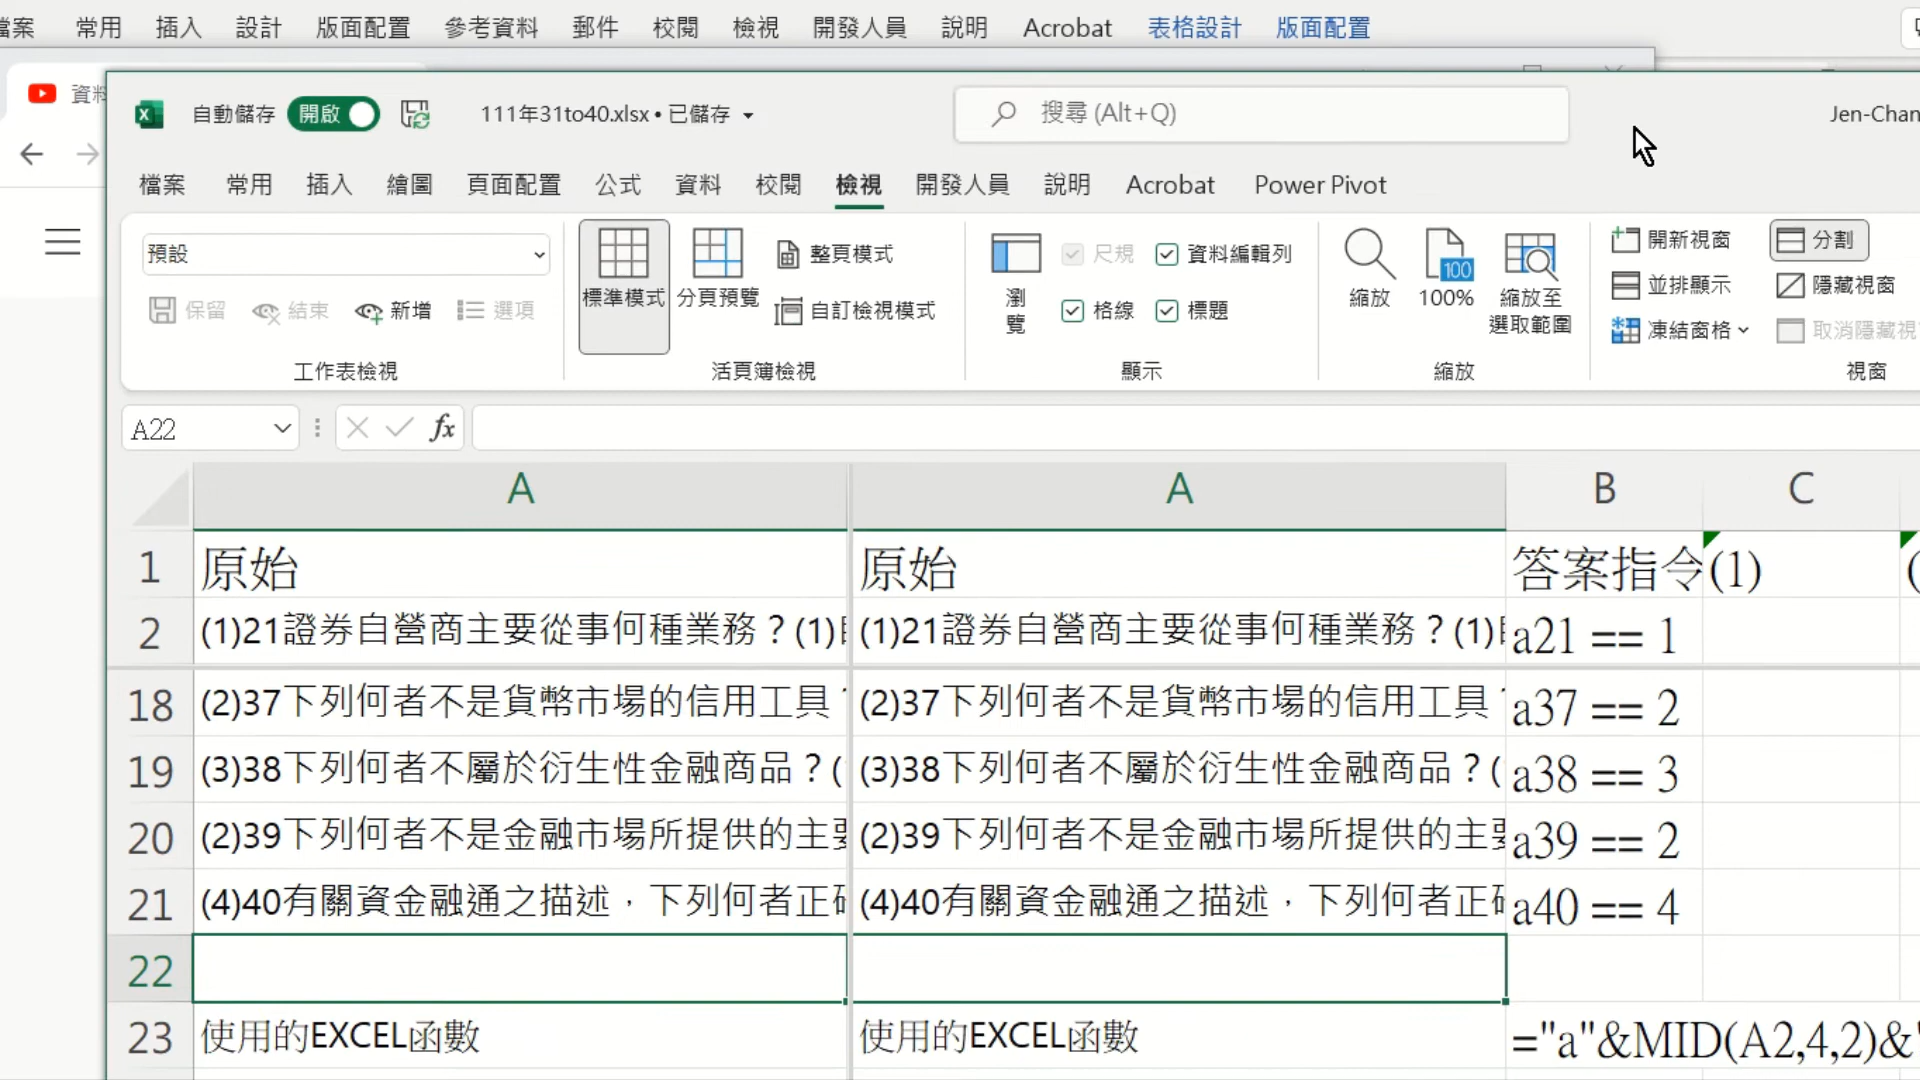 檔案 常用 插入 設計 版面配置 參考資料 郵件 校閱 檢視 開發人員 說明 Acrobat 表格設計 版面配置
資料
自動儲存 開啟 111年31to40.xlsx • 已儲存 搜尋 (Alt+Q) Jen-Chan
檔案 常用 插入 繪圖 頁面配置 公式 資料 校閱 檢視 開發人員 說明 Acrobat Power Pivot
預設
保留 結束 新增 選項
工作表檢視
標準模式 分頁預覽 整頁模式
自訂檢視模式
活頁簿檢視
瀏覽 尺規 資料編輯列
格線 標題
顯示
縮放 100% 縮放至
選取範圍
縮放
開新視窗 分割
並排顯示 隱藏視窗
凍結窗格 取消隱藏視
視窗
A22 fx
A A B C
1 原始 原始 答案指令 (1) (
2 (1)21證券自營商主要從事何種業務？(1) (1)21證券自營商主要從事何種業務？(1) a21 == 1
18 (2)37下列何者不是貨幣市場的信用工具？ (2)37下列何者不是貨幣市場的信用工具？ a37 == 2
19 (3)38下列何者不屬於衍生性金融商品？( (3)38下列何者不屬於衍生性金融商品？( a38 == 3
20 (2)39下列何者不是金融市場所提供的主要 (2)39下列何者不是金融市場所提供的主要 a39 == 2
21 (4)40有關資金融通之描述，下列何者正確 (4)40有關資金融通之描述，下列何者正確 a40 == 4
22
23 使用的EXCEL函數 使用的EXCEL函數 ="a"&MID(A2,4,2)&"